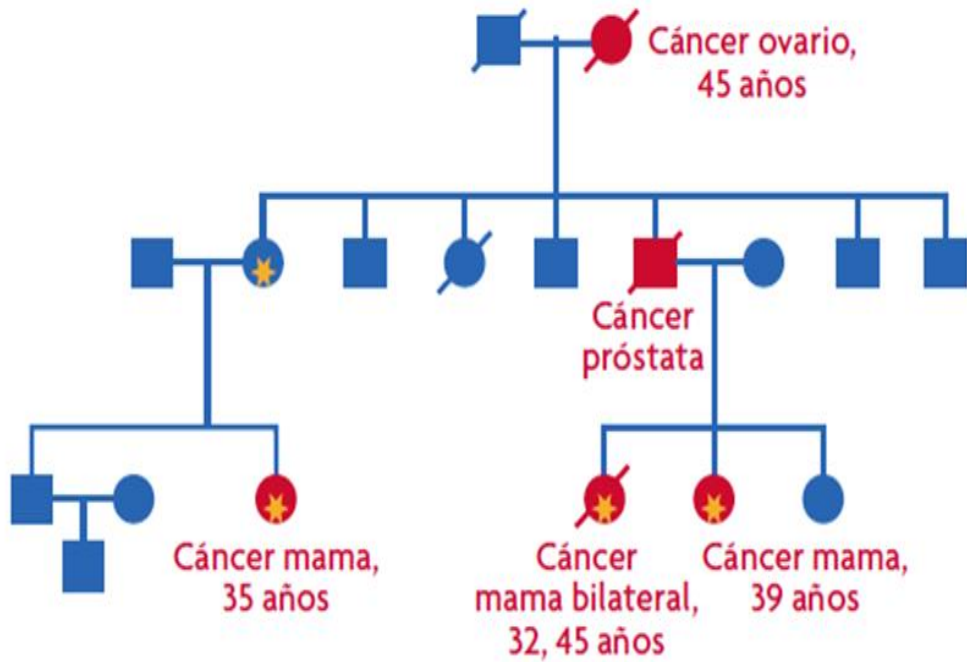 Cáncer ovario,
45 años
Cáncer
próstata
Cáncer mama,
35 años
Cáncer
mama bilateral,
32, 45 años
Cáncer mama,
39 años